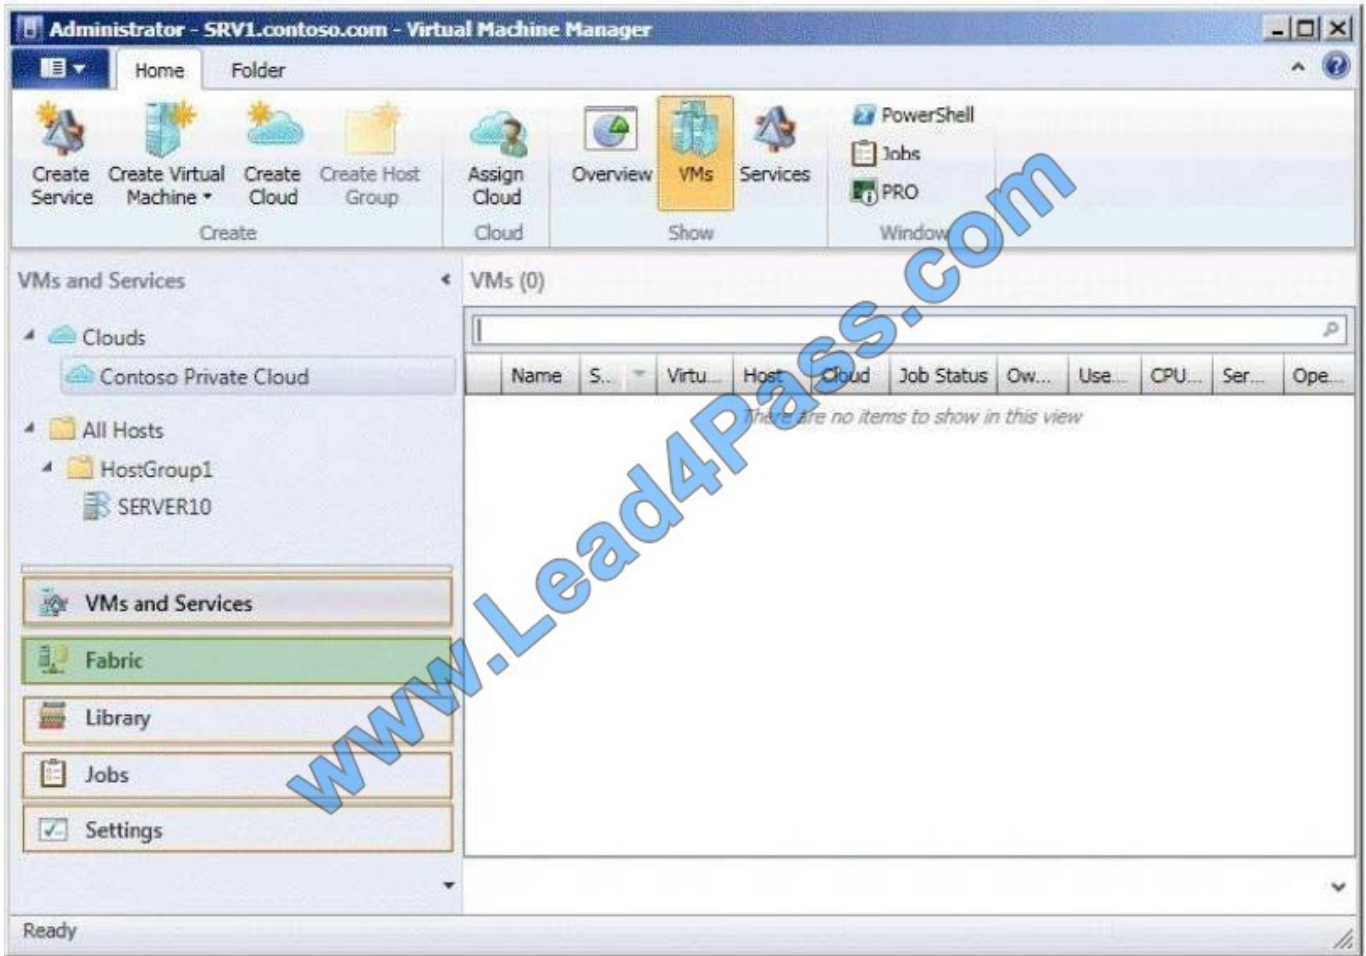 Administrator - SRV1.contoso.com - Virtual Machine Manager
Home Folder
Create Service
Create Virtual Machine
Create Cloud
Create Host Group
Assign Cloud
Overview
VMs
Services
PowerShell
Jobs
PRO
Create Cloud Show Window
VMs and Services
VMs (0)
Clouds
Contoso Private Cloud
All Hosts
HostGroup1
SERVER10
Name S... Virtu... Host Cloud Job Status Ow... Use... CPU... Ser... Ope...
There are no items to show in this view
VMs and Services
Fabric
Library
Jobs
Settings
Ready
www.Lead4Pass.com